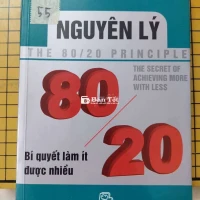 55
NGUYÊN LÝ
THE 80/20 PRINCIPLE
THE SECRET OF
ACHIEVING MORE
WITH LESS
80
20
Bí quyết làm ít
được nhiều